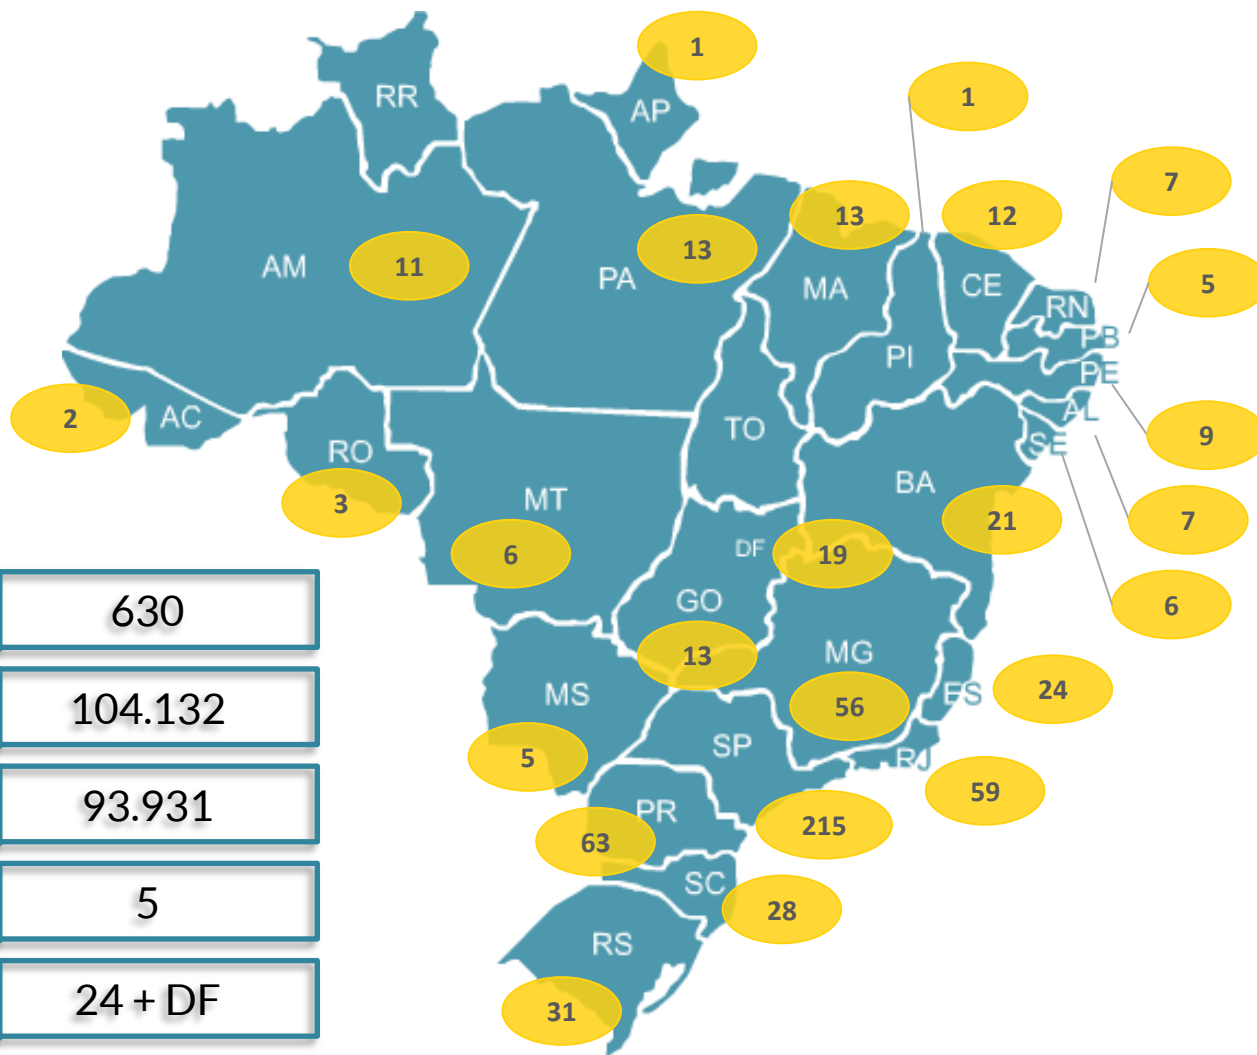 1
RR
1
AP
7
13
12
13
11
AM
PA
MA
CE
5
RN
PB
PI
PE
2
AC
AL
TO
9
SE
RO
BA
MT
3
21
7
DF
19
6
630
GO
6
13
MG
ES
24
MS
56
104.132
SP
5
RJ
59
93.931
PR
215
63
SC
28
5
RS
24 + DF
31